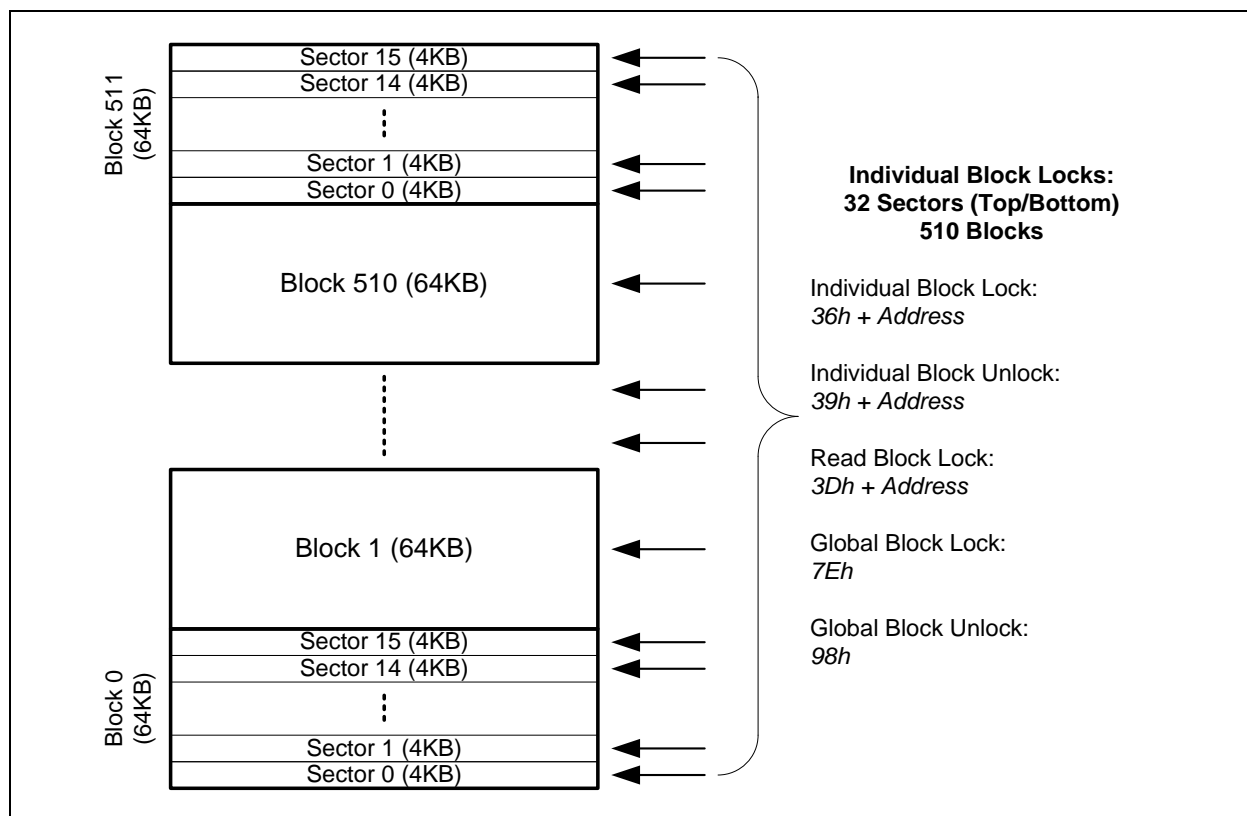 Block 511
(64KB)
Sector 15 (4KB)
Sector 14 (4KB)
Sector 1 (4KB)
Sector 0 (4KB)
Block 510 (64KB)
Block 1 (64KB)
Block 0
(64KB)
Sector 15 (4KB)
Sector 14 (4KB)
Sector 1 (4KB)
Sector 0 (4KB)
Individual Block Locks:
32 Sectors (Top/Bottom)
510 Blocks
Individual Block Lock:
36h + Address
Individual Block Unlock:
39h + Address
Read Block Lock:
3Dh + Address
Global Block Lock:
7Eh
Global Block Unlock:
98h